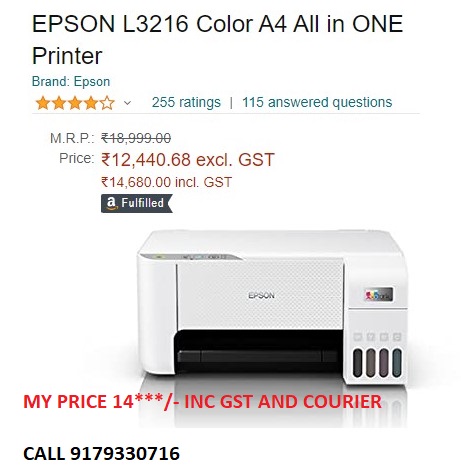 EPSON L3216 Color A4 All in ONE
Printer
Brand: Epson
255 ratings | 115 answered questions
M.R.P.: ₹18,999.00
Price: ₹12,440.68 excl. GST
₹14,680.00 incl. GST
a Fulfilled
EPSON
MY PRICE 14***/- INC GST AND COURIER
CALL 9179330716